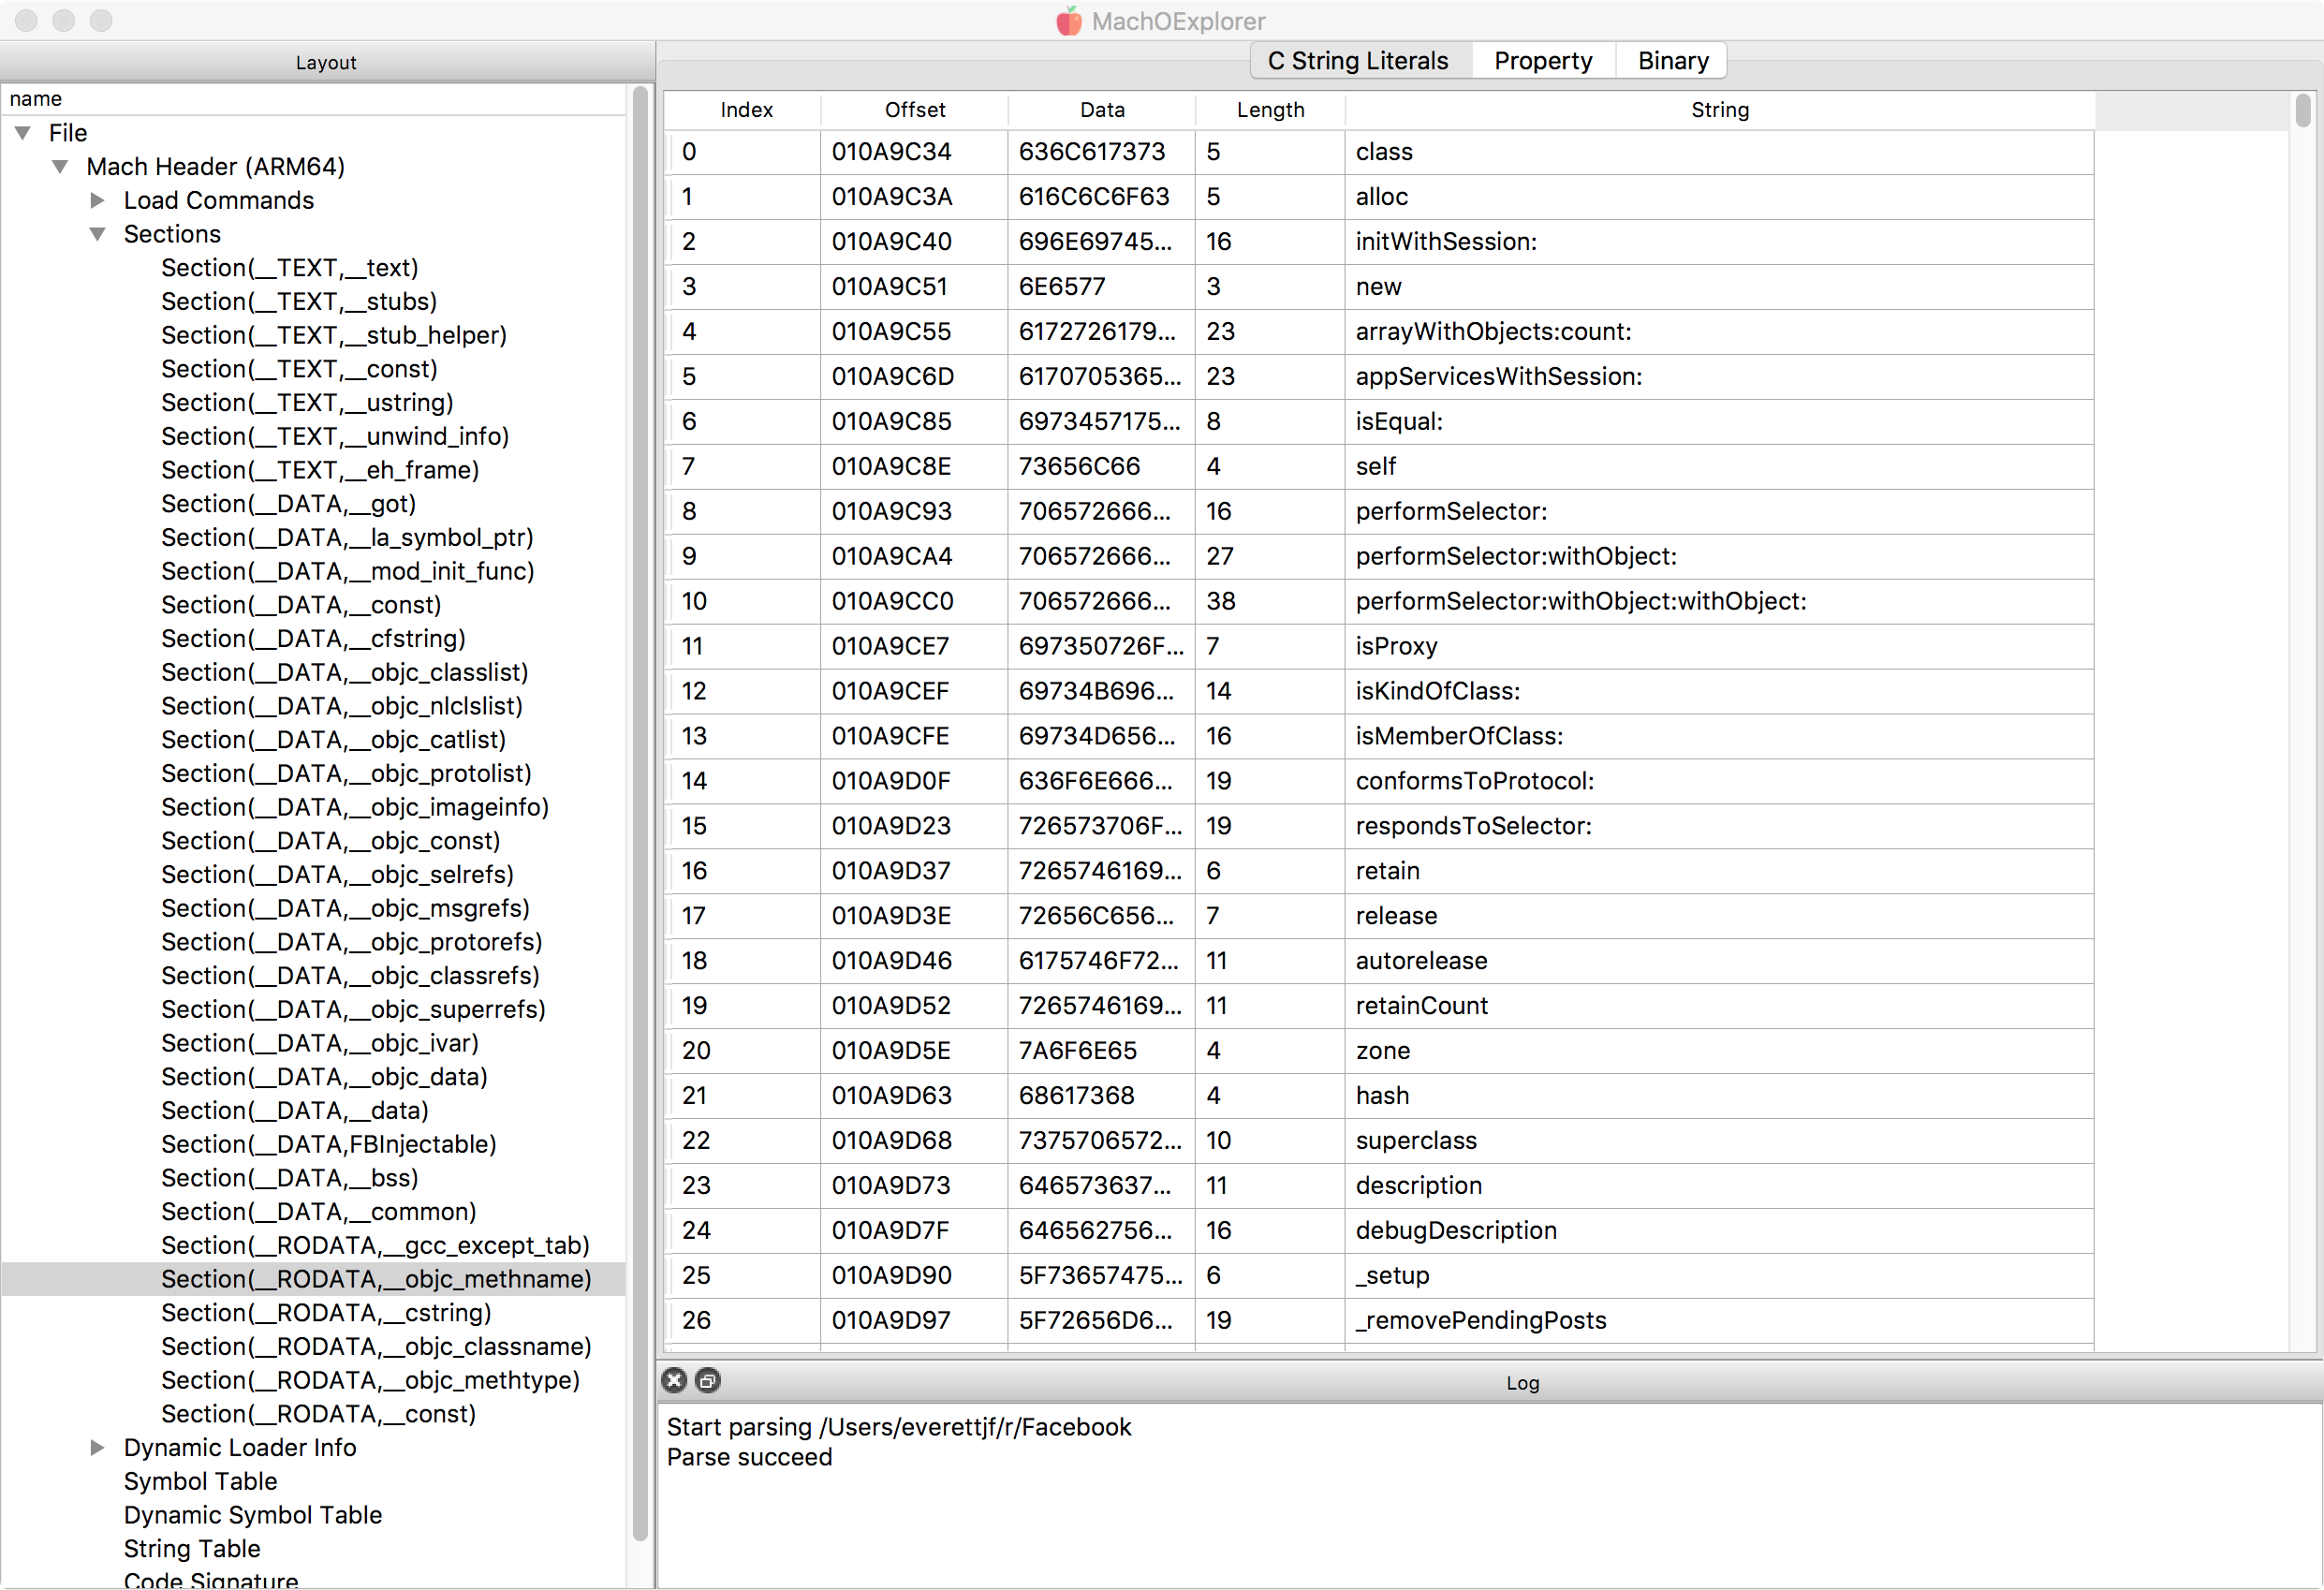 MachOExplorer
Layout
name
File
Mach Header (ARM64)
Load Commands
Sections
Section(__TEXT,__text)
Section(__TEXT,__stubs)
Section(__TEXT,__stub_helper)
Section(__TEXT,__const)
Section(__TEXT,__ustring)
Section(__TEXT,__unwind_info)
Section(__TEXT,__eh_frame)
Section(__DATA,__got)
Section(__DATA,__la_symbol_ptr)
Section(__DATA,__mod_init_func)
Section(__DATA,__const)
Section(__DATA,__cfstring)
Section(__DATA,__objc_classlist)
Section(__DATA,__objc_nlclslist)
Section(__DATA,__objc_catlist)
Section(__DATA,__objc_protolist)
Section(__DATA,__objc_imageinfo)
Section(__DATA,__objc_const)
Section(__DATA,__objc_selrefs)
Section(__DATA,__objc_msgrefs)
Section(__DATA,__objc_protorefs)
Section(__DATA,__objc_classrefs)
Section(__DATA,__objc_superrefs)
Section(__DATA,__objc_ivar)
Section(__DATA,__objc_data)
Section(__DATA,__data)
Section(__DATA,FBInjectable)
Section(__DATA,__bss)
Section(__DATA,__common)
Section(__RODATA,__gcc_except_tab)
Section(__RODATA,__objc_methname)
Section(__RODATA,__cstring)
Section(__RODATA,__objc_classname)
Section(__RODATA,__objc_methtype)
Section(__RODATA,__const)
Dynamic Loader Info
Symbol Table
Dynamic Symbol Table
String Table
Code Signature
C String Literals Property Binary
Index Offset Data Length String
0 010A9C34 636C617373 5 class
1 010A9C3A 616C6C6F63 5 alloc
2 010A9C40 696E69745... 16 initWithSession:
3 010A9C51 6E6577 3 new
4 010A9C55 6172726179... 23 arrayWithObjects:count:
5 010A9C6D 6170705365... 23 appServicesWithSession:
6 010A9C85 6973457175... 8 isEqual:
7 010A9C8E 73656C66 4 self
8 010A9C93 706572666... 16 performSelector:
9 010A9CA4 706572666... 27 performSelector:withObject:
10 010A9CC0 706572666... 38 performSelector:withObject:withObject:
11 010A9CE7 697350726F... 7 isProxy
12 010A9CEF 69734B696... 14 isKindOfClass:
13 010A9CFE 69734D656... 16 isMemberOfClass:
14 010A9D0F 636F6E666... 19 conformsToProtocol:
15 010A9D23 726573706F... 19 respondsToSelector:
16 010A9D37 7265746169... 6 retain
17 010A9D3E 72656C656... 7 release
18 010A9D46 6175746F72... 11 autorelease
19 010A9D52 7265746169... 11 retainCount
20 010A9D5E 7A6F6E65 4 zone
21 010A9D63 68617368 4 hash
22 010A9D68 7375706572... 10 superclass
23 010A9D73 646573637... 11 description
24 010A9D7F 646562756... 16 debugDescription
25 010A9D90 5F73657475... 6 _setup
26 010A9D97 5F72656D6... 19 _removePendingPosts
Log
Start parsing /Users/everettjf/r/Facebook
Parse succeed